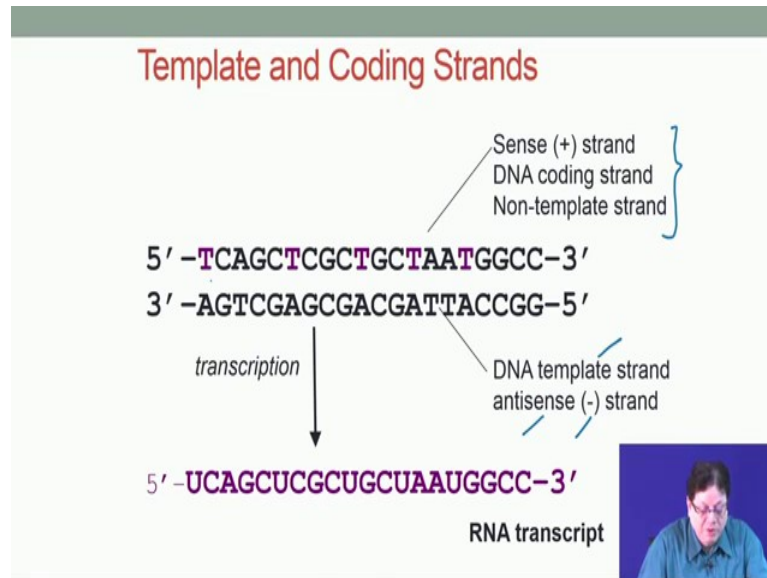 Template and Coding Strands
Sense (+) strand
DNA coding strand
Non-template strand
5′ –TCAGCTCGCTGCTAATGGCC–3′
3′ –AGTCGAGCGACGATTACCGG–5′
transcription
DNA template strand
antisense (-) strand
5′ –UCAGCUCGCUGCUAAUGGCC–3′
RNA transcript